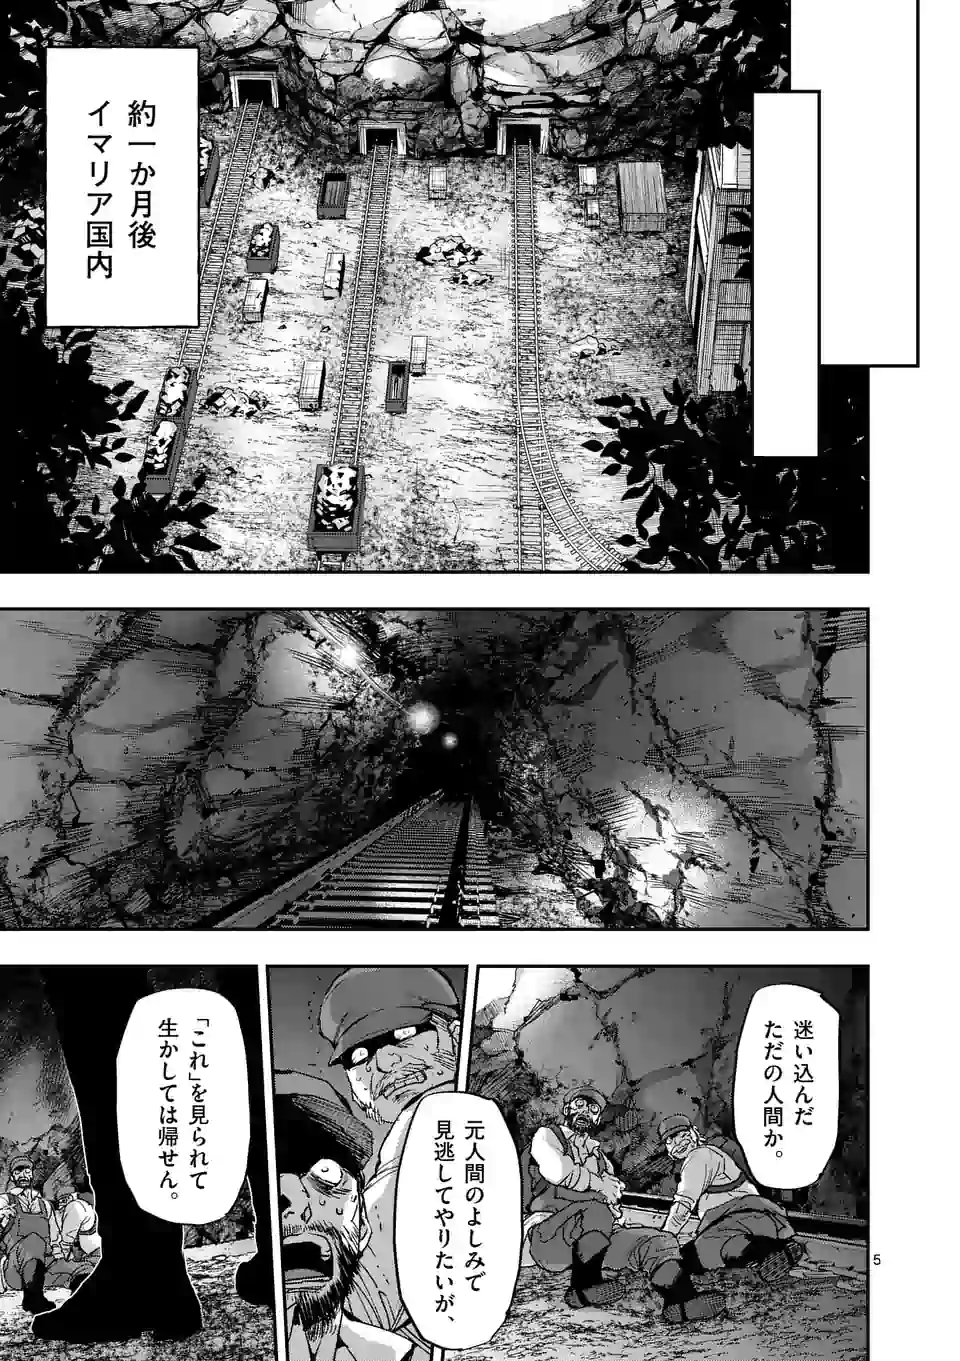 約一か月後
イマリア国内
迷い込んだ
ただの人間か。
元人間のよしみで
見逃してやりたいが、
「これ」を見られて
生かしては帰せん。
5